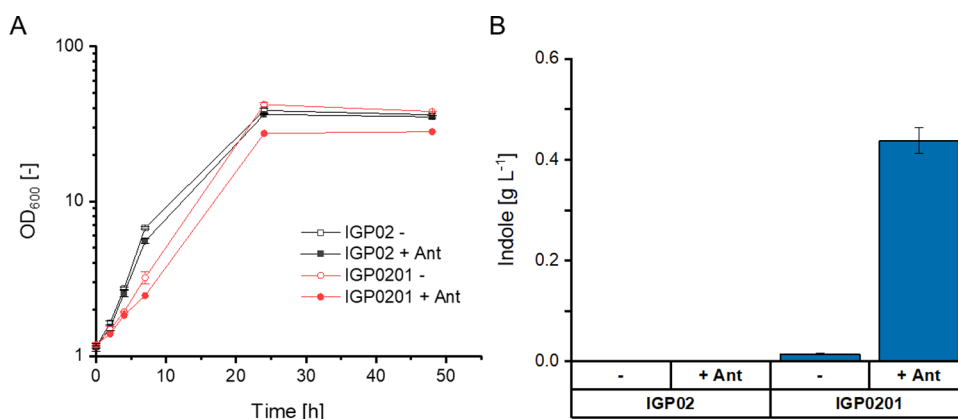 A
100
10
1
OD600 [-]
0
10
20
30
40
50
Time [h]
IGP02 -
IGP02 + Ant
IGP0201 -
IGP0201 + Ant
B
0.6
0.4
0.2
0.0
Indole [g L-1]
- + Ant - + Ant
IGP02 IGP0201